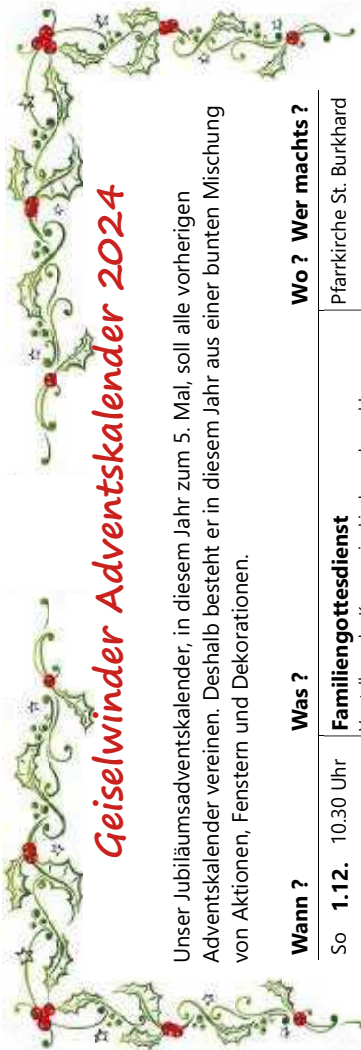 Geiselwinder Adventskalender 2024
Unser Jubiläumsadventskalender, in diesem Jahr zum 5. Mal, soll alle vorherigen
Adventskalender vereinen. Deshalb besteht er in diesem Jahr aus einer bunten Mischung
von Aktionen, Fenstern und Dekorationen.
Wann ? Was ? Wo ? Wer machts ?
So 1.12. 10.30 Uhr Familiengottesdienst Pfarrkirche St. Burkhard